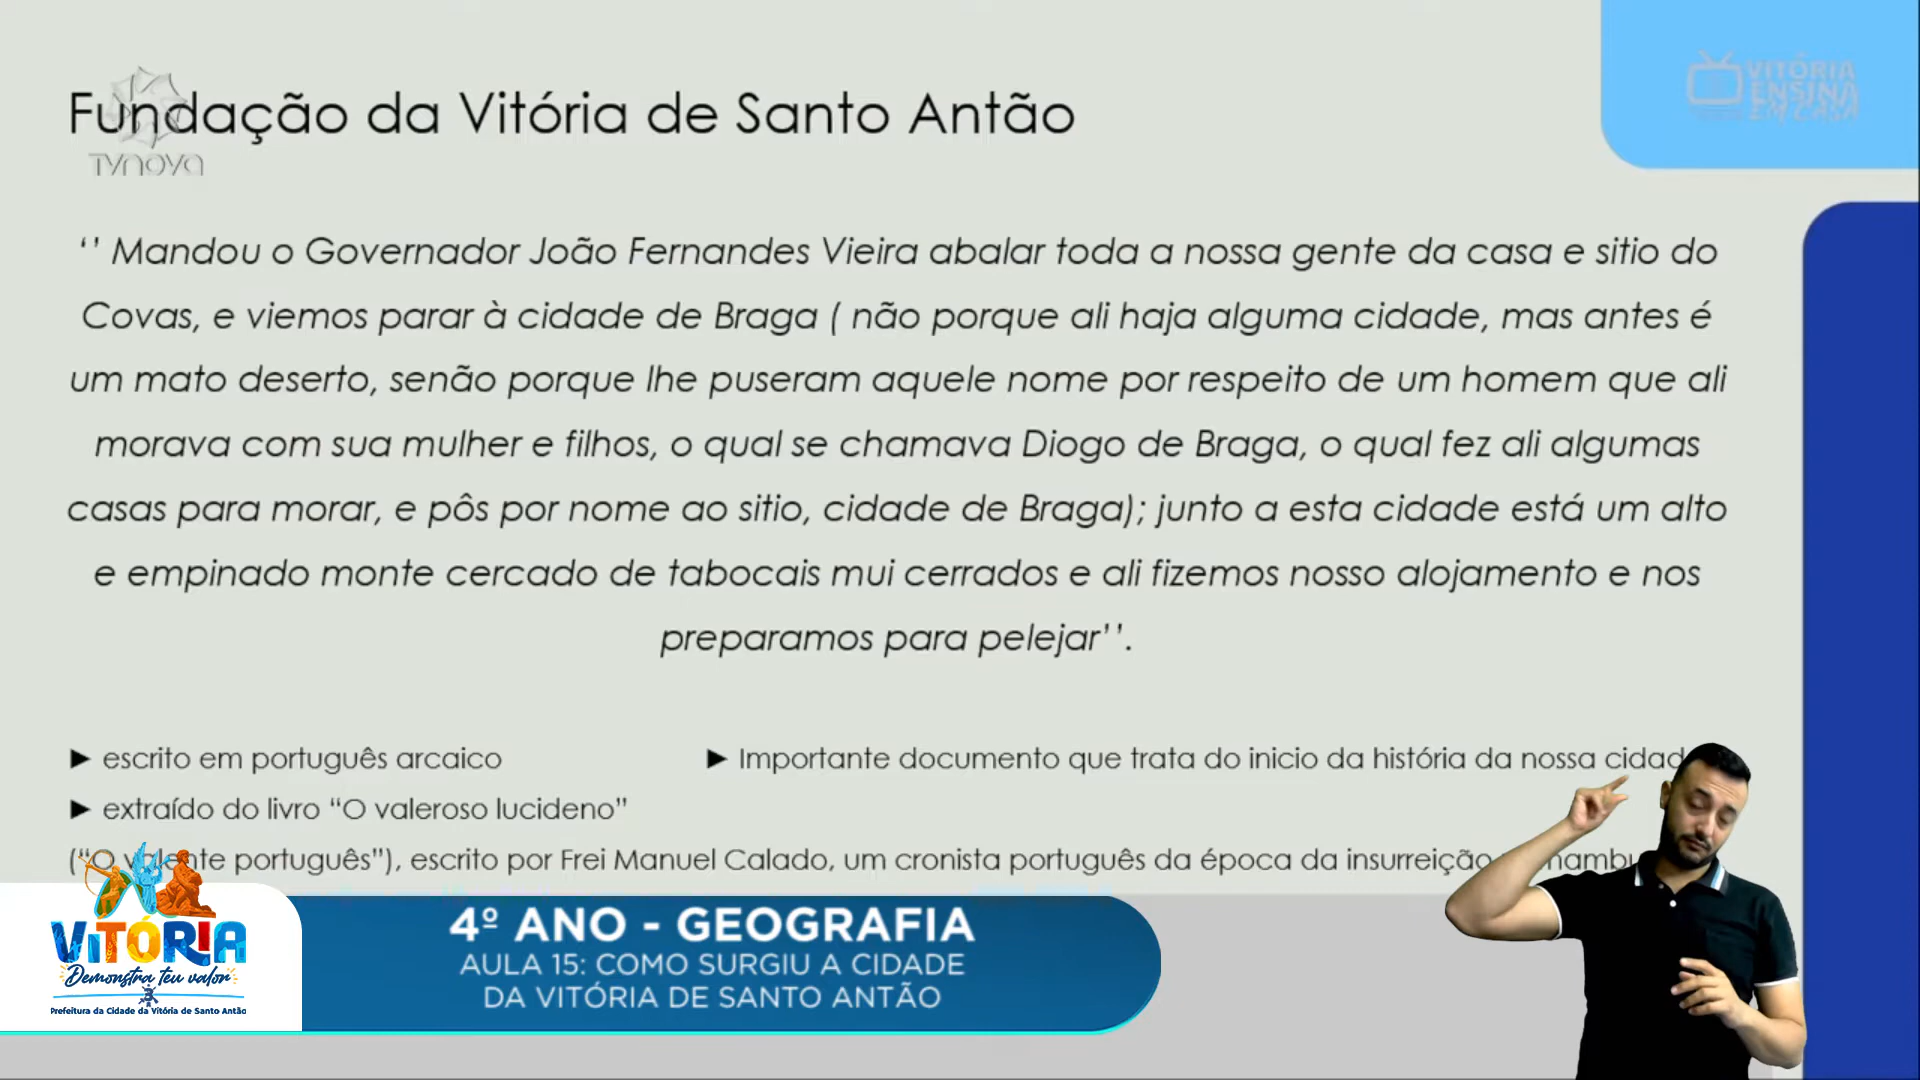 Fundação da Vitória de Santo Antão
TVNOVA
VITÓRIA
ENSINA
EM CASA
‘’ Mandou o Governador João Fernandes Vieira abalar toda a nossa gente da casa e sitio do
Covas, e viemos parar à cidade de Braga ( não porque ali haja alguma cidade, mas antes é
um mato deserto, senão porque lhe puseram aquele nome por respeito de um homem que ali
morava com sua mulher e filhos, o qual se chamava Diogo de Braga, o qual fez ali algumas
casas para morar, e pôs por nome ao sitio, cidade de Braga); junto a esta cidade está um alto
e empinado monte cercado de tabocais mui cerrados e ali fizemos nosso alojamento e nos
preparamos para pelejar’’.
► escrito em português arcaico
► Importante documento que trata do inicio da história da nossa cidad
► extraído do livro “O valeroso lucideno”
(“O valente português”), escrito por Frei Manuel Calado, um cronista português da época da insurreição
VITÓRIA
Demonstra teu valor
Prefeitura da Cidade da Vitória de Santo Antão
4º ANO - GEOGRAFIA
AULA 15: COMO SURGIU A CIDADE
DA VITÓRIA DE SANTO ANTÃO